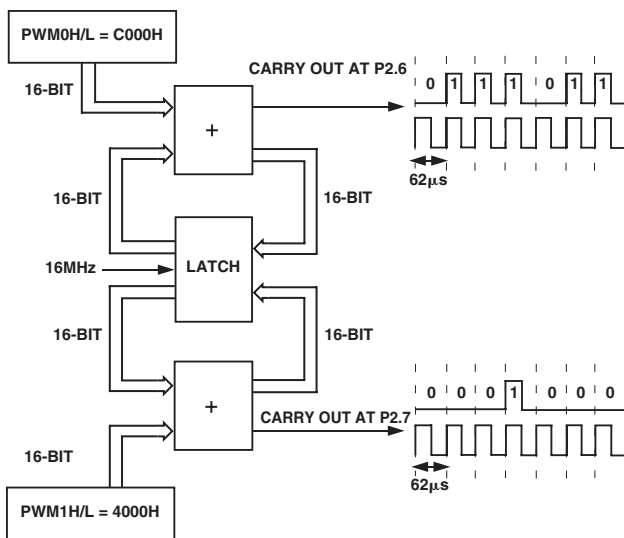 PWM0H/L = C000H
16-BIT
CARRY OUT AT P2.6
0 1 1 1 0 1 1
+
62µs
16-BIT
16-BIT
16MHz
LATCH
16-BIT
16-BIT
0 0 0 1 0 0 0
+
CARRY OUT AT P2.7
16-BIT
62µs
PWM1H/L = 4000H